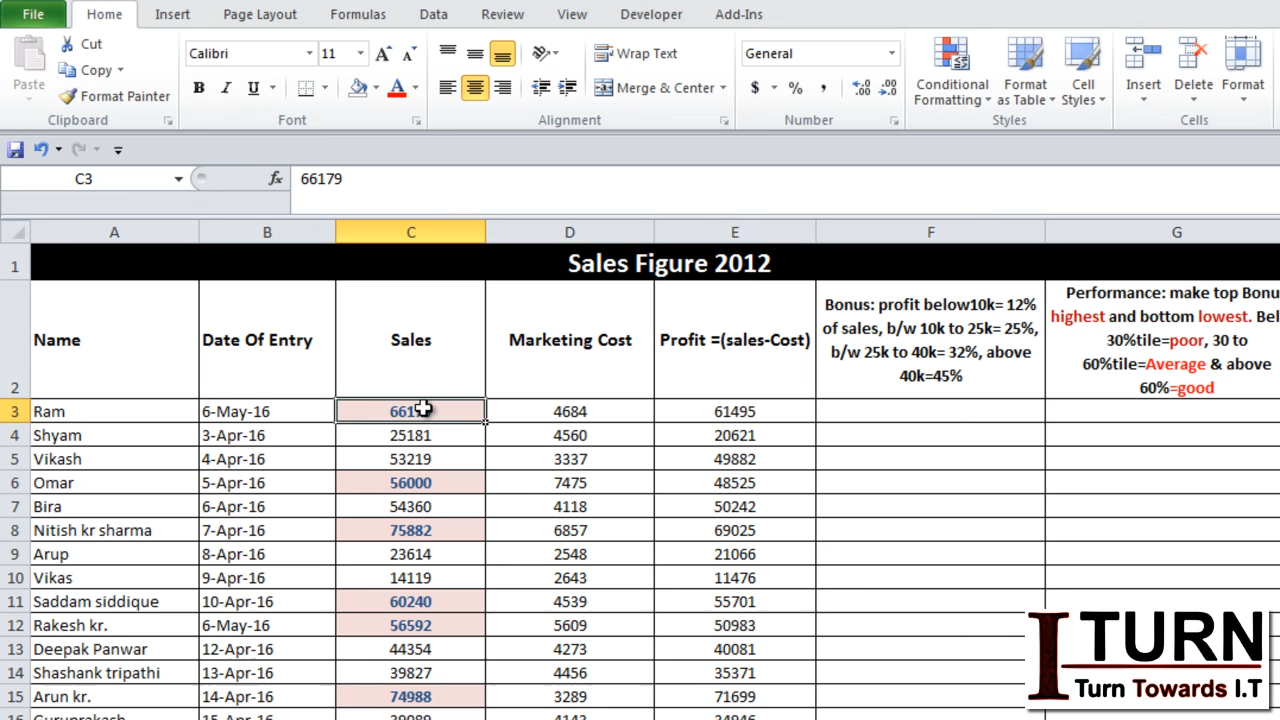 File Home Insert Page Layout Formulas Data Review View Developer Add-Ins
Cut
Copy
Format Painter
Paste
Clipboard
Calibri 11
B I U
Font
Wrap Text
Merge & Center
Alignment
General
$ % ,
Number
Conditional Formatting
Format as Table
Cell Styles
Styles
Insert Delete Format
Cells
C3 fx 66179
A B C D E F G
1 Sales Figure 2012
2 Name Date Of Entry Sales Marketing Cost Profit =(sales-Cost)
Bonus: profit below10k= 12%
of sales, b/w 10k to 25k= 25%,
b/w 25k to 40k= 32%, above
40k=45%
Performance: make top Bonu
highest and bottom lowest. Be
30%tile=poor, 30 to
60%tile=Average & above
60%=good
3 Ram 6-May-16 4684 61495
4 Shyam 3-Apr-16 25181 4560 20621
5 Vikash 4-Apr-16 53219 3337 49882
6 Omar 5-Apr-16 56000 7475 48525
7 Bira 6-Apr-16 54360 4118 50242
8 Nitish kr sharma 7-Apr-16 75882 6857 69025
9 Arup 8-Apr-16 23614 2548 21066
10 Vikas 9-Apr-16 14119 2643 11476
11 Saddam siddique 10-Apr-16 60240 4539 55701
12 Rakesh kr. 6-May-16 56592 5609 50983
13 Deepak Panwar 12-Apr-16 44354 4273 40081
14 Shashank tripathi 13-Apr-16 39827 4456 35371
15 Arun kr. 14-Apr-16 74988 3289 71699
I TURN
Turn Towards I.T